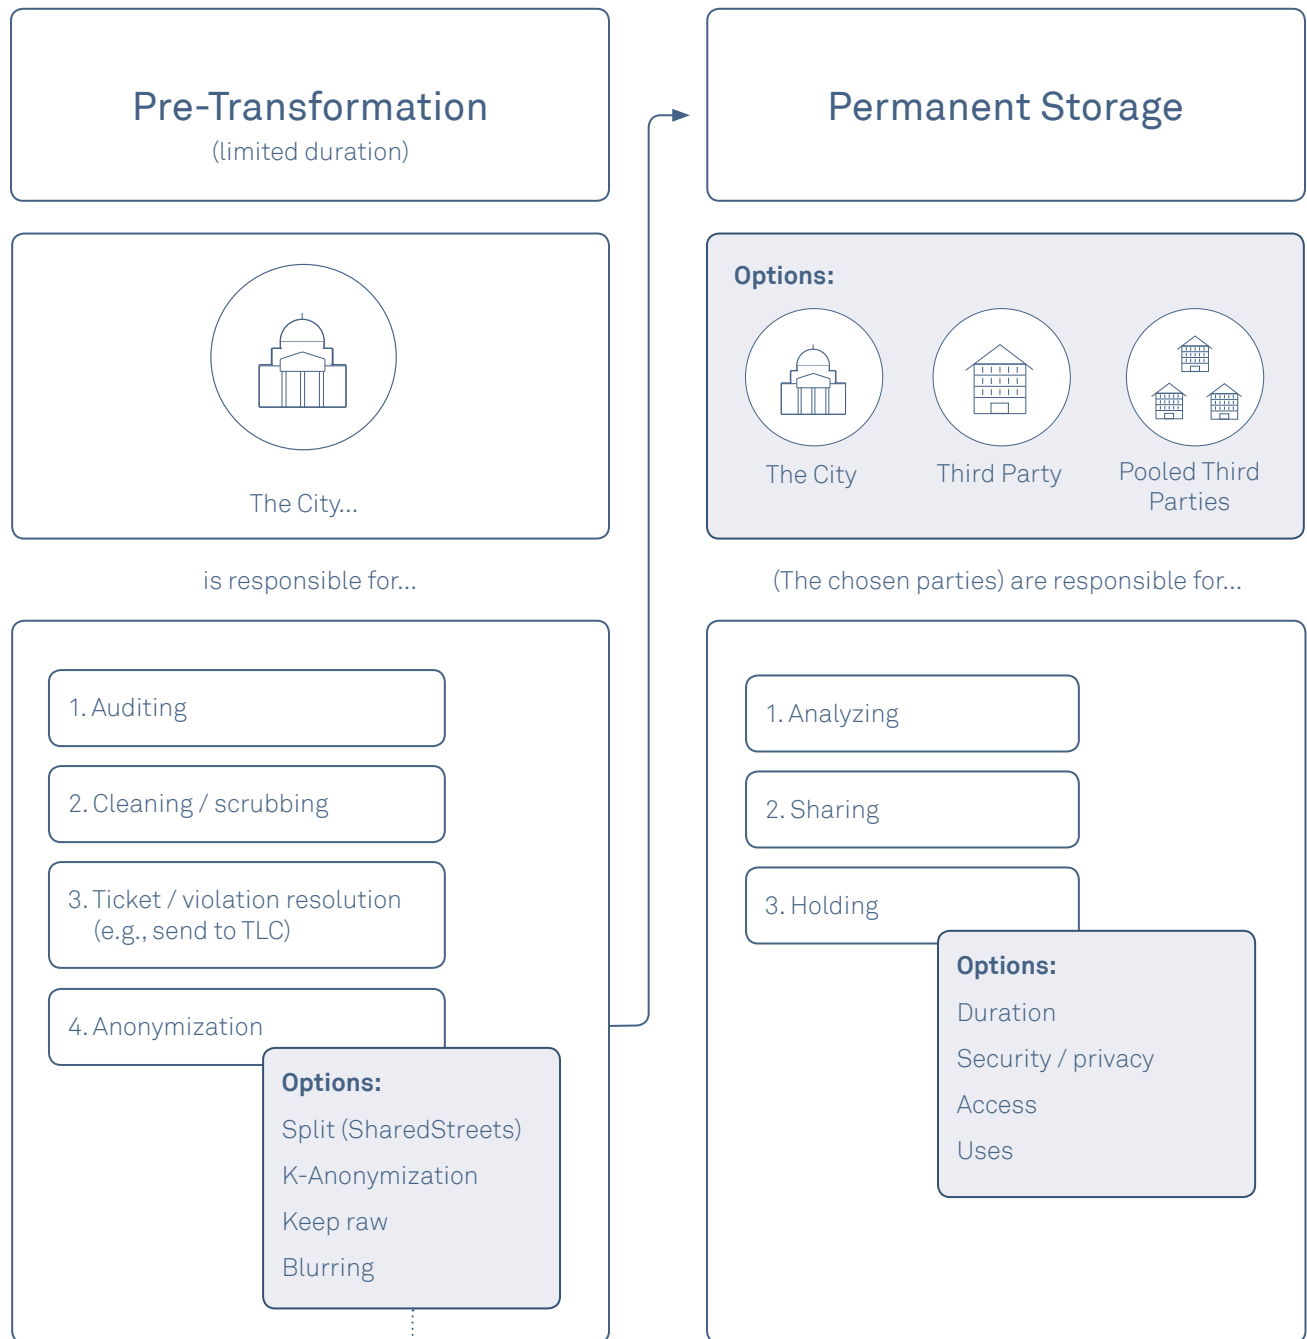 Pre-Transformation
(limited duration)
The City...
is responsible for...
1. Auditing
2. Cleaning / scrubbing
3. Ticket / violation resolution
(e.g., send to TLC)
4. Anonymization
Options:
Split (SharedStreets)
K-Anonymization
Keep raw
Blurring
Permanent Storage
Options:
The City
Third Party
Pooled Third
Parties
(The chosen parties) are responsible for...
1. Analyzing
2. Sharing
3. Holding
Options:
Duration
Security / privacy
Access
Uses